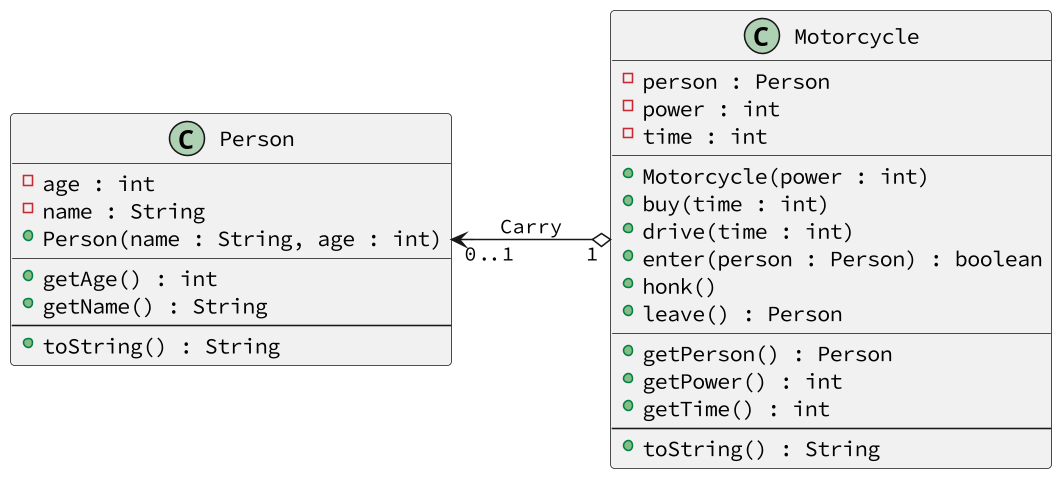 C Person
age : int
name : String
Person(name : String, age : int)
getAge() : int
getName() : String
toString() : String
Carry
0..1
1
C Motorcycle
person : Person
power : int
time : int
Motorcycle(power : int)
buy(time : int)
drive(time : int)
enter(person : Person) : boolean
honk()
leave() : Person
getPerson() : Person
getPower() : int
getTime() : int
toString() : String